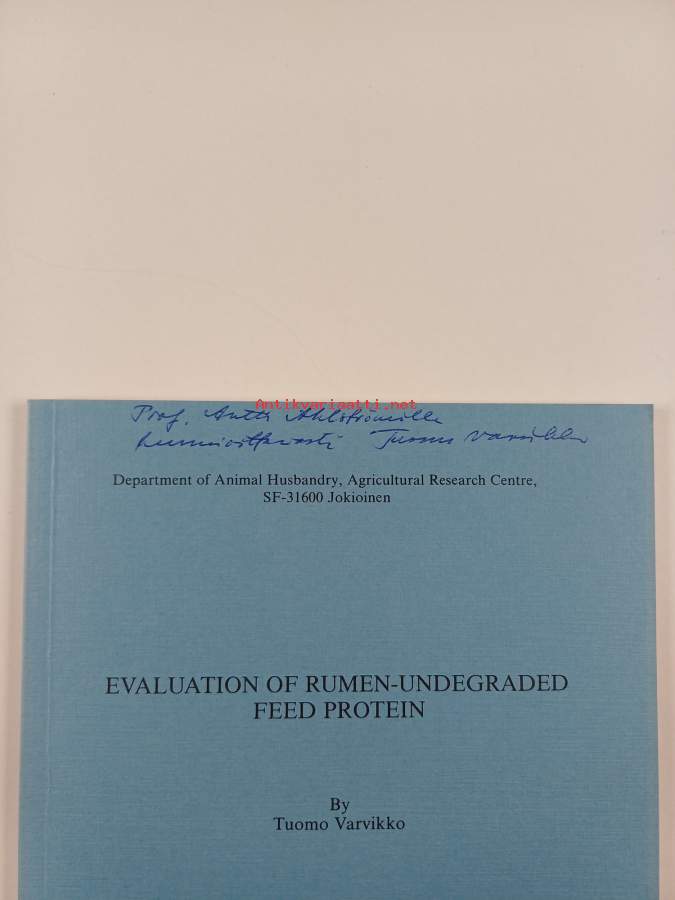 Antikvariaatti.net
Prof. Antti Ahlströmille
kunnioittavasti Tuomo Varvikko
Department of Animal Husbandry, Agricultural Research Centre,
SF-31600 Jokioinen
EVALUATION OF RUMEN-UNDEGRADED
FEED PROTEIN
By
Tuomo Varvikko